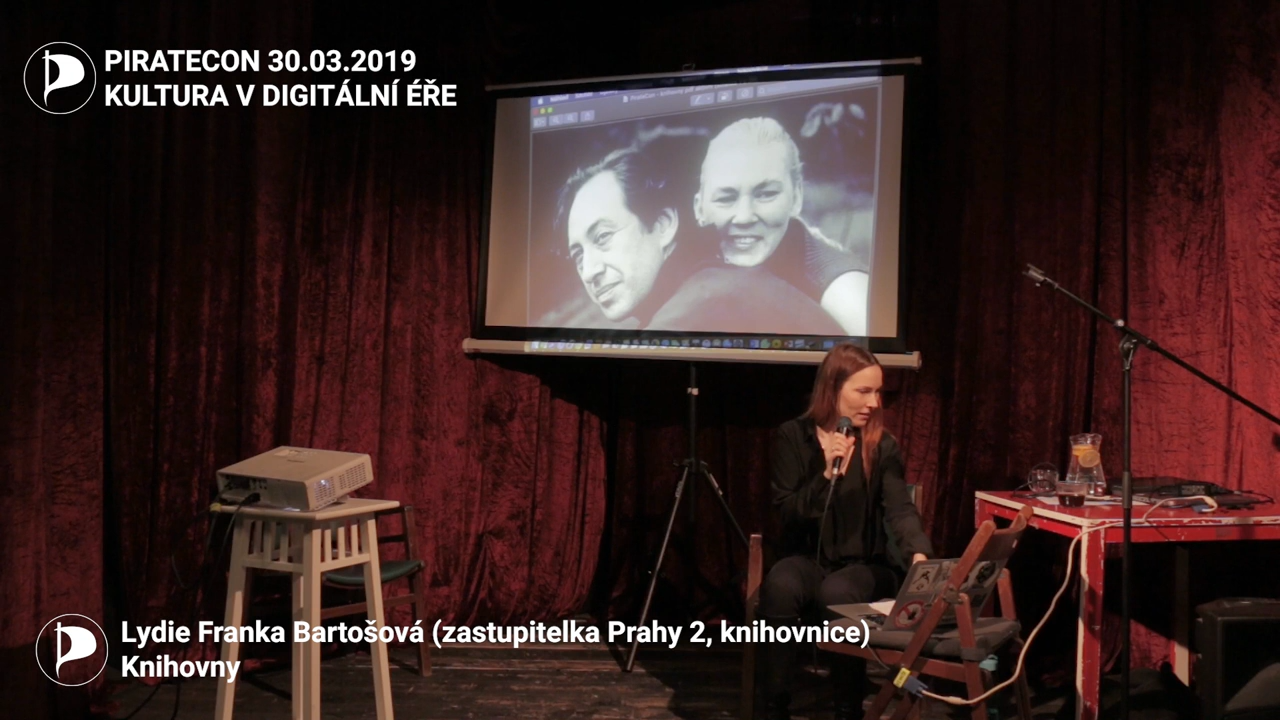 PIRATECON 30.03.2019
KULTURA V DIGITÁLNÍ ÉŘE
Lydie Franka Bartošová (zastupitelka Prahy 2, knihovnice)
Knihovny